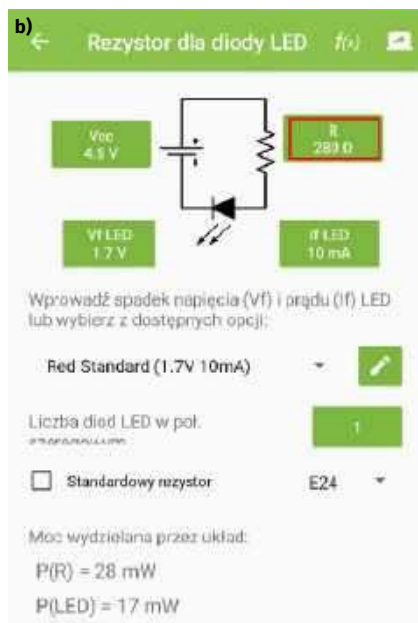 b)
Rezystor dla diody LED f(x)
Vcc
4.5 V
R
280 Ω
Vf LED
1.7 V
If LED
10 mA
Wprowadź spadek napięcia (Vf) i prądu (If) LED
lub wybierz z dostępnych opcji:
Red Standard (1.7V 10mA)
Liczba diod LED w poł.
1
Standardowy rezystor
E24
Moc wydzielana przez układ:
P(R) = 28 mW
P(LED) = 17 mW